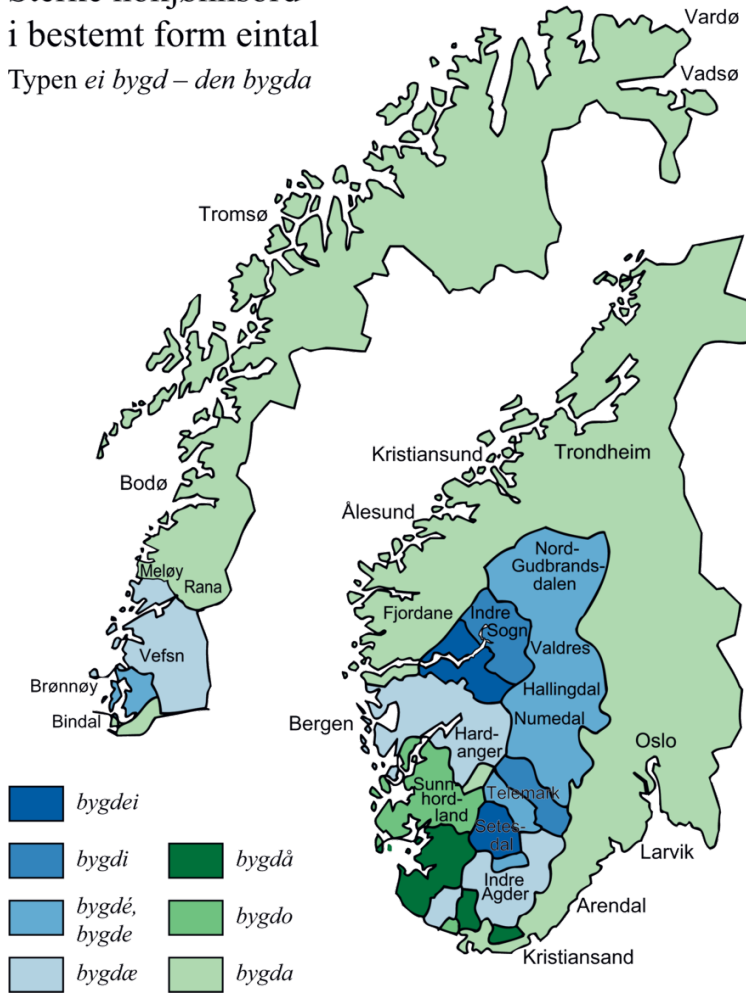 i bestemt form eintal
Typen ei bygd – den bygda
Vardø
Vadsø
Tromsø
Bodø
Meløy
Rana
Vefsn
Brønnøy
Bindal
Kristiansund
Trondheim
Ålesund
Nord-
Gudbrands-
dalen
Fjordane
Indre
Sogn
Valdres
Hallingdal
Bergen
Hard-
anger
Numedal
Oslo
Sunn-
hord-
land
Telemark
Setes-
dal
Larvik
Indre
Agder
Arendal
Kristiansand
bygdei
bygdi
bygdé,
bygde
bygdæ
bygdå
bygdo
bygda